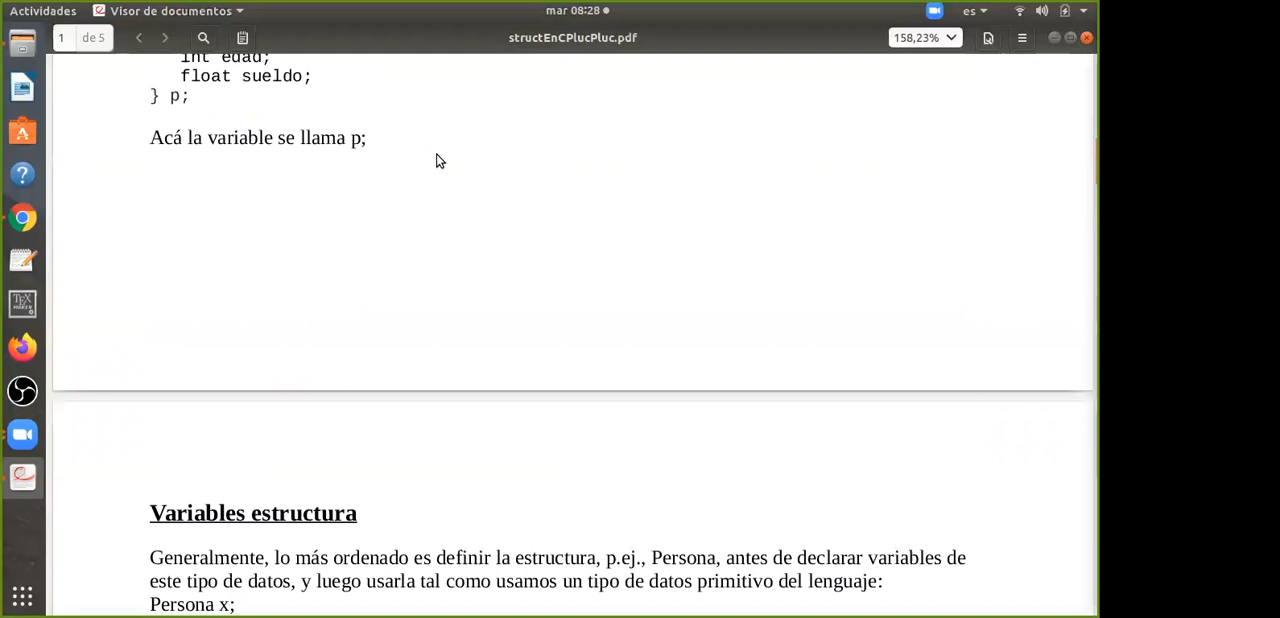 Actividades
Visor de documentos
mar 08:28
es
1
de 5
structEnCPlucPluc.pdf
158,23%
int edad;
float sueldo;
} p;
Acá la variable se llama p;
Variables estructura
Generalmente, lo más ordenado es definir la estructura, p.ej., Persona, antes de declarar variables de
este tipo de datos, y luego usarla tal como usamos un tipo de datos primitivo del lenguaje:
Persona x;